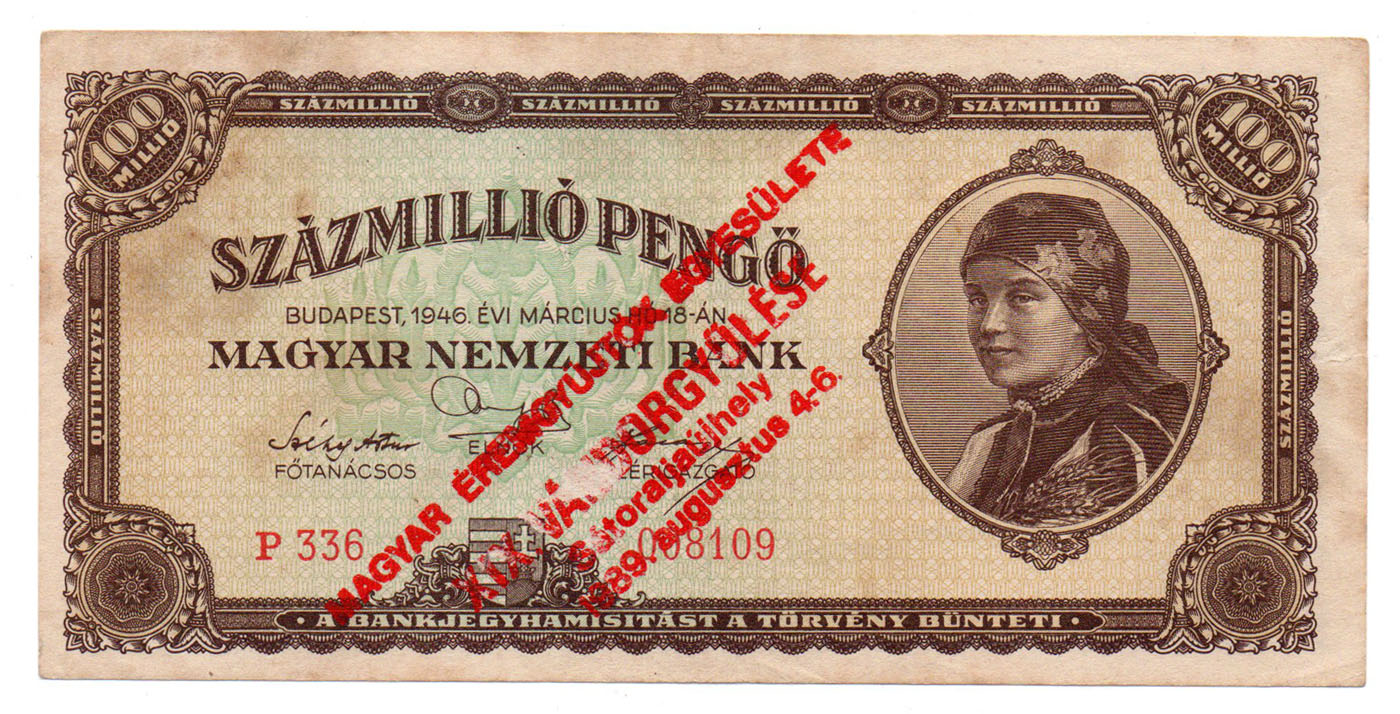 100
MILLIÓ
SZÁZMILLIÓ SZÁZMILLIÓ SZÁZMILLIÓ SZÁZMILLIÓ
100
MILLIÓ
SZÁZMILLIÓ PENGŐ
BUDAPEST, 1946. ÉVI MÁRCIUS HÓ 18-ÁN
MAGYAR NEMZETI BANK
FŐTANÁCSOS
P 336
008109
SZÁZMILLIÓ
SZÁZMILLIÓ
MAGYAR ÉREMGYŰJTŐK EGYESÜLETE
XIX. VÁNDORGYŰLÉSE
Sátoraljaújhely
1989. augusztus 4-6.
· A BANKJEGYHAMISITÁST A TÖRVÉNY BÜNTETI ·